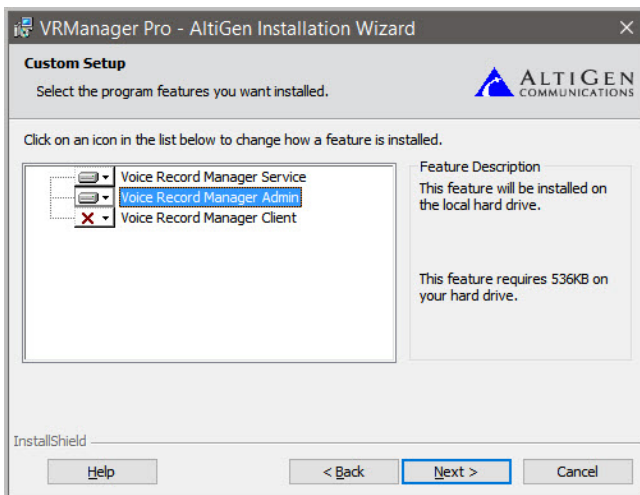 VRManager Pro - AltiGen Installation Wizard
Custom Setup
Select the program features you want installed.
ALTIGEN
COMMUNICATIONS
Click on an icon in the list below to change how a feature is installed.
Voice Record Manager Service
Voice Record Manager Admin
Voice Record Manager Client
Feature Description
This feature will be installed on
the local hard drive.
This feature requires 536KB on
your hard drive.
InstallShield
Help
< Back
Next >
Cancel